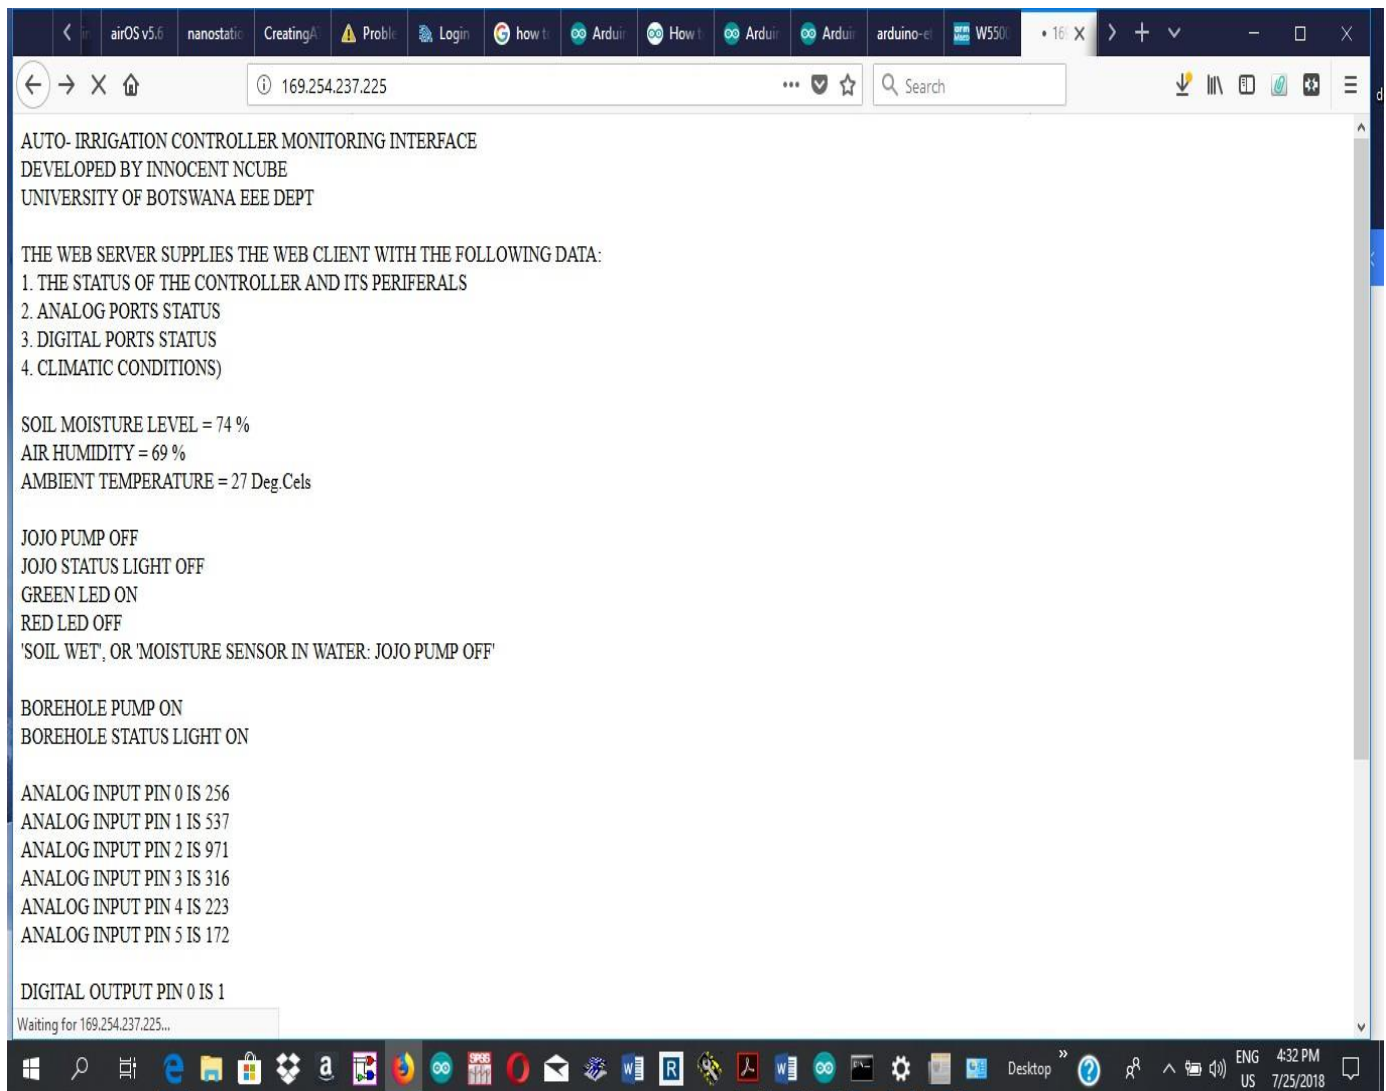 airOS v5.6 nanostatio CreatingA Proble Login how t Arduin How t Arduin Arduin arduino-e W550 • 16
169.254.237.225 Search
AUTO- IRRIGATION CONTROLLER MONITORING INTERFACE
DEVELOPED BY INNOCENT NCUBE
UNIVERSITY OF BOTSWANA EEE DEPT
THE WEB SERVER SUPPLIES THE WEB CLIENT WITH THE FOLLOWING DATA:
1. THE STATUS OF THE CONTROLLER AND ITS PERIFERALS
2. ANALOG PORTS STATUS
3. DIGITAL PORTS STATUS
4. CLIMATIC CONDITIONS)
SOIL MOISTURE LEVEL = 74 %
AIR HUMIDITY = 69 %
AMBIENT TEMPERATURE = 27 Deg.Cels
JOJO PUMP OFF
JOJO STATUS LIGHT OFF
GREEN LED ON
RED LED OFF
'SOIL WET', OR 'MOISTURE SENSOR IN WATER: JOJO PUMP OFF'
BOREHOLE PUMP ON
BOREHOLE STATUS LIGHT ON
ANALOG INPUT PIN 0 IS 256
ANALOG INPUT PIN 1 IS 537
ANALOG INPUT PIN 2 IS 971
ANALOG INPUT PIN 3 IS 316
ANALOG INPUT PIN 4 IS 223
ANALOG INPUT PIN 5 IS 172
DIGITAL OUTPUT PIN 0 IS 1
Waiting for 169.254.237.225...
Desktop ENG 4:32 PM
US 7/25/2018